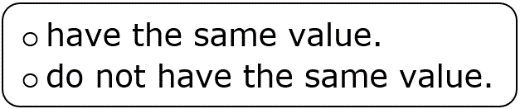 have the same value.
do not have the same value.